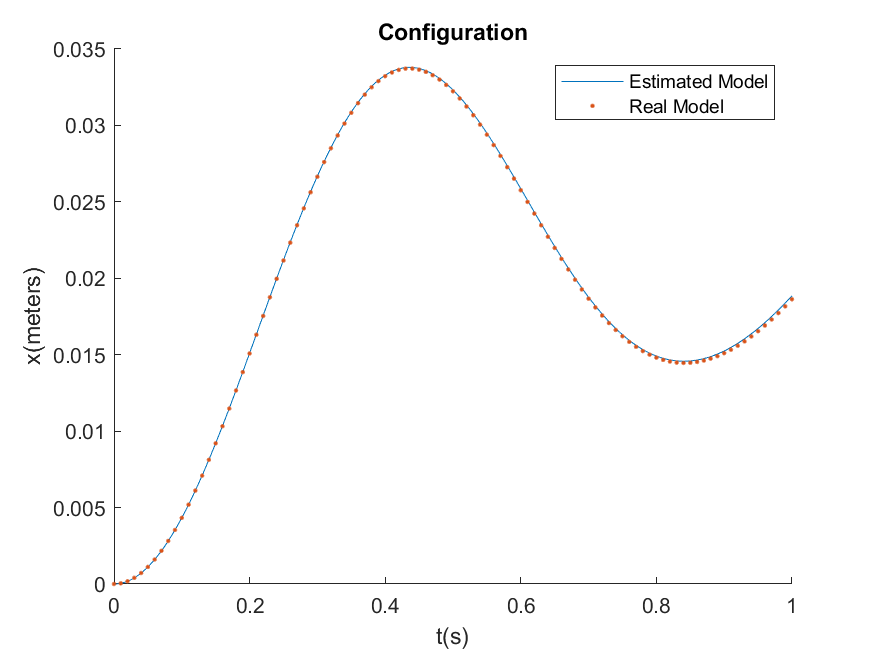 Configuration
0.035
0.03
0.025
0.02
0.015
0.01
0.005
0
x(meters)
Estimated Model
Real Model
0 0.2 0.4 0.6 0.8 1
t(s)